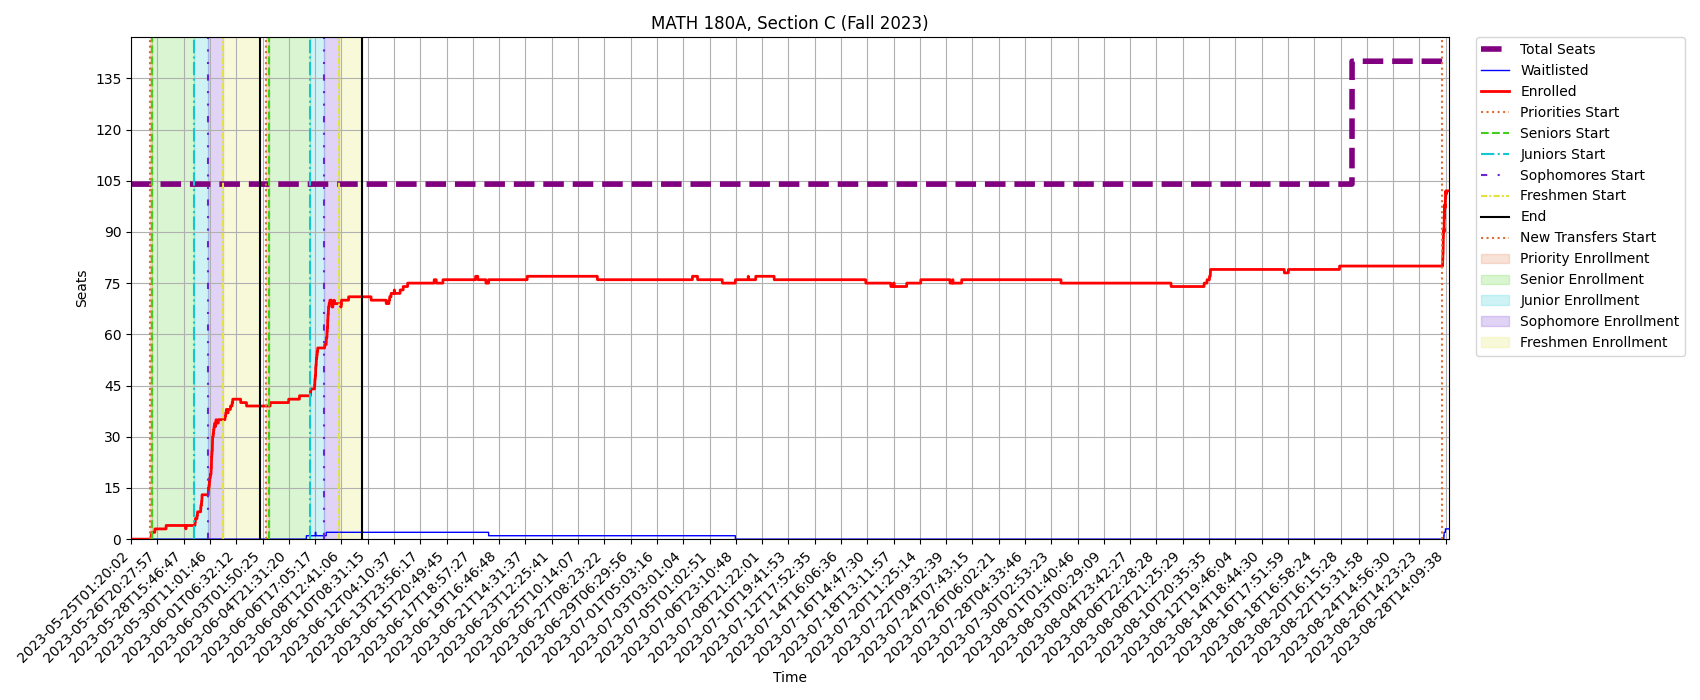 MATH 180A, Section C (Fall 2023)
Seats
135
120
105
90
75
60
45
30
15
0
2023-05-25T01:20:02
2023-05-26T20:27:57
2023-05-28T15:46:47
2023-05-30T11:01:46
2023-06-01T06:32:12
2023-06-03T01:50:25
2023-06-04T21:31:20
2023-06-06T17:05:17
2023-06-08T12:41:06
2023-06-10T08:31:15
2023-06-12T04:10:37
2023-06-13T23:56:17
2023-06-15T20:49:45
2023-06-17T18:57:27
2023-06-19T16:46:48
2023-06-21T14:31:37
2023-06-23T12:25:41
2023-06-25T10:14:07
2023-06-27T08:23:22
2023-06-29T06:29:56
2023-07-01T05:03:16
2023-07-03T03:01:04
2023-07-05T01:02:51
2023-07-06T23:10:48
2023-07-08T21:22:01
2023-07-10T19:41:53
2023-07-12T17:52:35
2023-07-14T16:06:36
2023-07-16T14:47:30
2023-07-18T13:11:57
2023-07-20T11:25:14
2023-07-22T09:32:39
2023-07-24T07:43:15
2023-07-26T06:02:21
2023-07-28T04:33:46
2023-07-30T02:53:23
2023-08-01T01:40:46
2023-08-03T00:29:09
2023-08-04T23:42:27
2023-08-06T22:28:28
2023-08-08T21:25:29
2023-08-10T20:35:35
2023-08-12T19:46:04
2023-08-14T18:44:30
2023-08-16T17:51:59
2023-08-18T16:58:24
2023-08-20T16:15:28
2023-08-22T15:31:58
2023-08-24T14:56:30
2023-08-26T14:23:23
2023-08-28T14:09:38
Time
Total Seats
Waitlisted
Enrolled
Priorities Start
Seniors Start
Juniors Start
Sophomores Start
Freshmen Start
End
New Transfers Start
Priority Enrollment
Senior Enrollment
Junior Enrollment
Sophomore Enrollment
Freshmen Enrollment